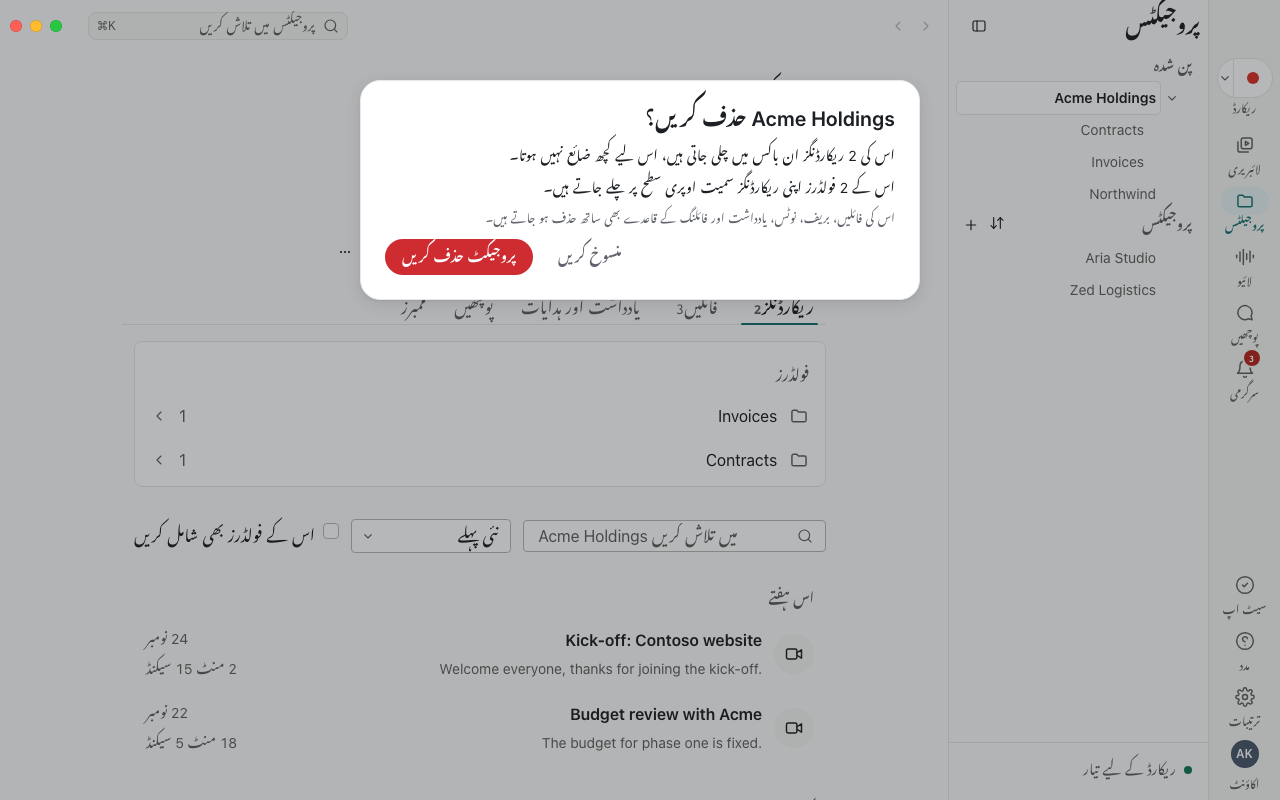 پروجیکٹس میں تلاش کریں
⌘K
پروجیکٹس
پن شدہ
Acme Holdings
Contracts
Invoices
Northwind
پروجیکٹس
Aria Studio
Zed Logistics
ریکارڈ کے لیے تیار
ریکارڈ
لائبریری
پروجیکٹس
لائیو
پوچھیں
3
سرگرمی
سیٹ اپ
مدد
ترتیبات
AK
اکاؤنٹ
Acme Holdings حذف کریں؟
اس کی 2 ریکارڈنگز ان باکس میں چلی جاتی ہیں، اس لیے کچھ ضائع نہیں ہوتا۔
اس کے 2 فولڈرز اپنی ریکارڈنگز سمیت اوپری سطح پر چلے جاتے ہیں۔
اس کی فائلیں، بریف، نوٹس، یادداشت اور فائلنگ کے قاعدے بھی ساتھ حذف ہو جاتے ہیں۔
منسوخ کریں
پروجیکٹ حذف کریں
ریکارڈنگز 2
فائلیں 3
یادداشت اور ہدایات
پوچھیں
ممبرز
فولڈرز
Invoices
1
Contracts
1
Acme Holdings میں تلاش کریں
نئی پہلے
اس کے فولڈرز بھی شامل کریں
اس ہفتے
Kick-off: Contoso website
24 نومبر
Welcome everyone, thanks for joining the kick-off.
2 منٹ 15 سیکنڈ
Budget review with Acme
22 نومبر
The budget for phase one is fixed.
18 منٹ 5 سیکنڈ